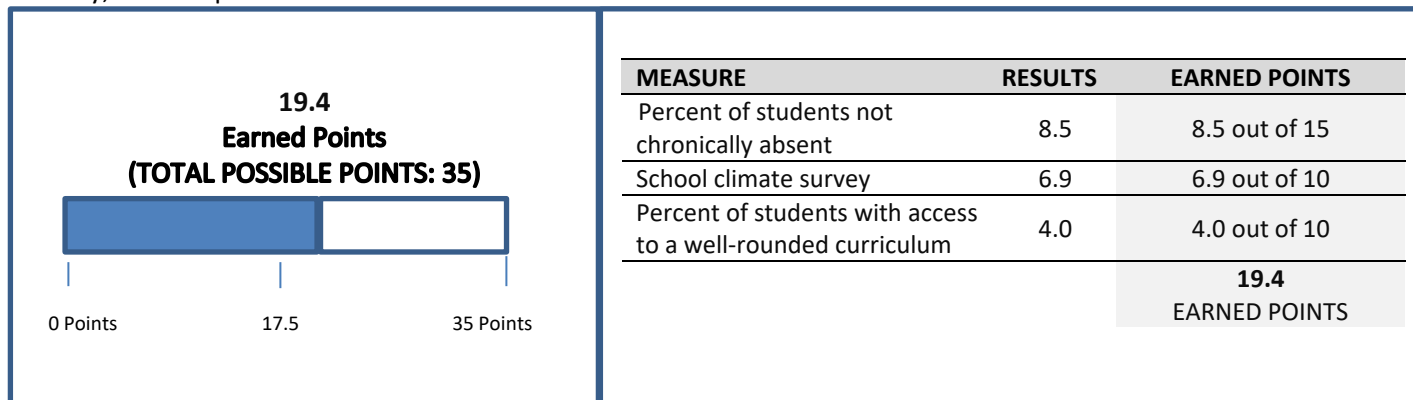 19.4
Earned Points
(TOTAL POSSIBLE POINTS: 35)
0 Points 17.5 35 Points
MEASURE RESULTS EARNED POINTS
Percent of students not
chronically absent 8.5 8.5 out of 15
School climate survey 6.9 6.9 out of 10
Percent of students with access
to a well-rounded curriculum 4.0 4.0 out of 10
19.4
EARNED POINTS